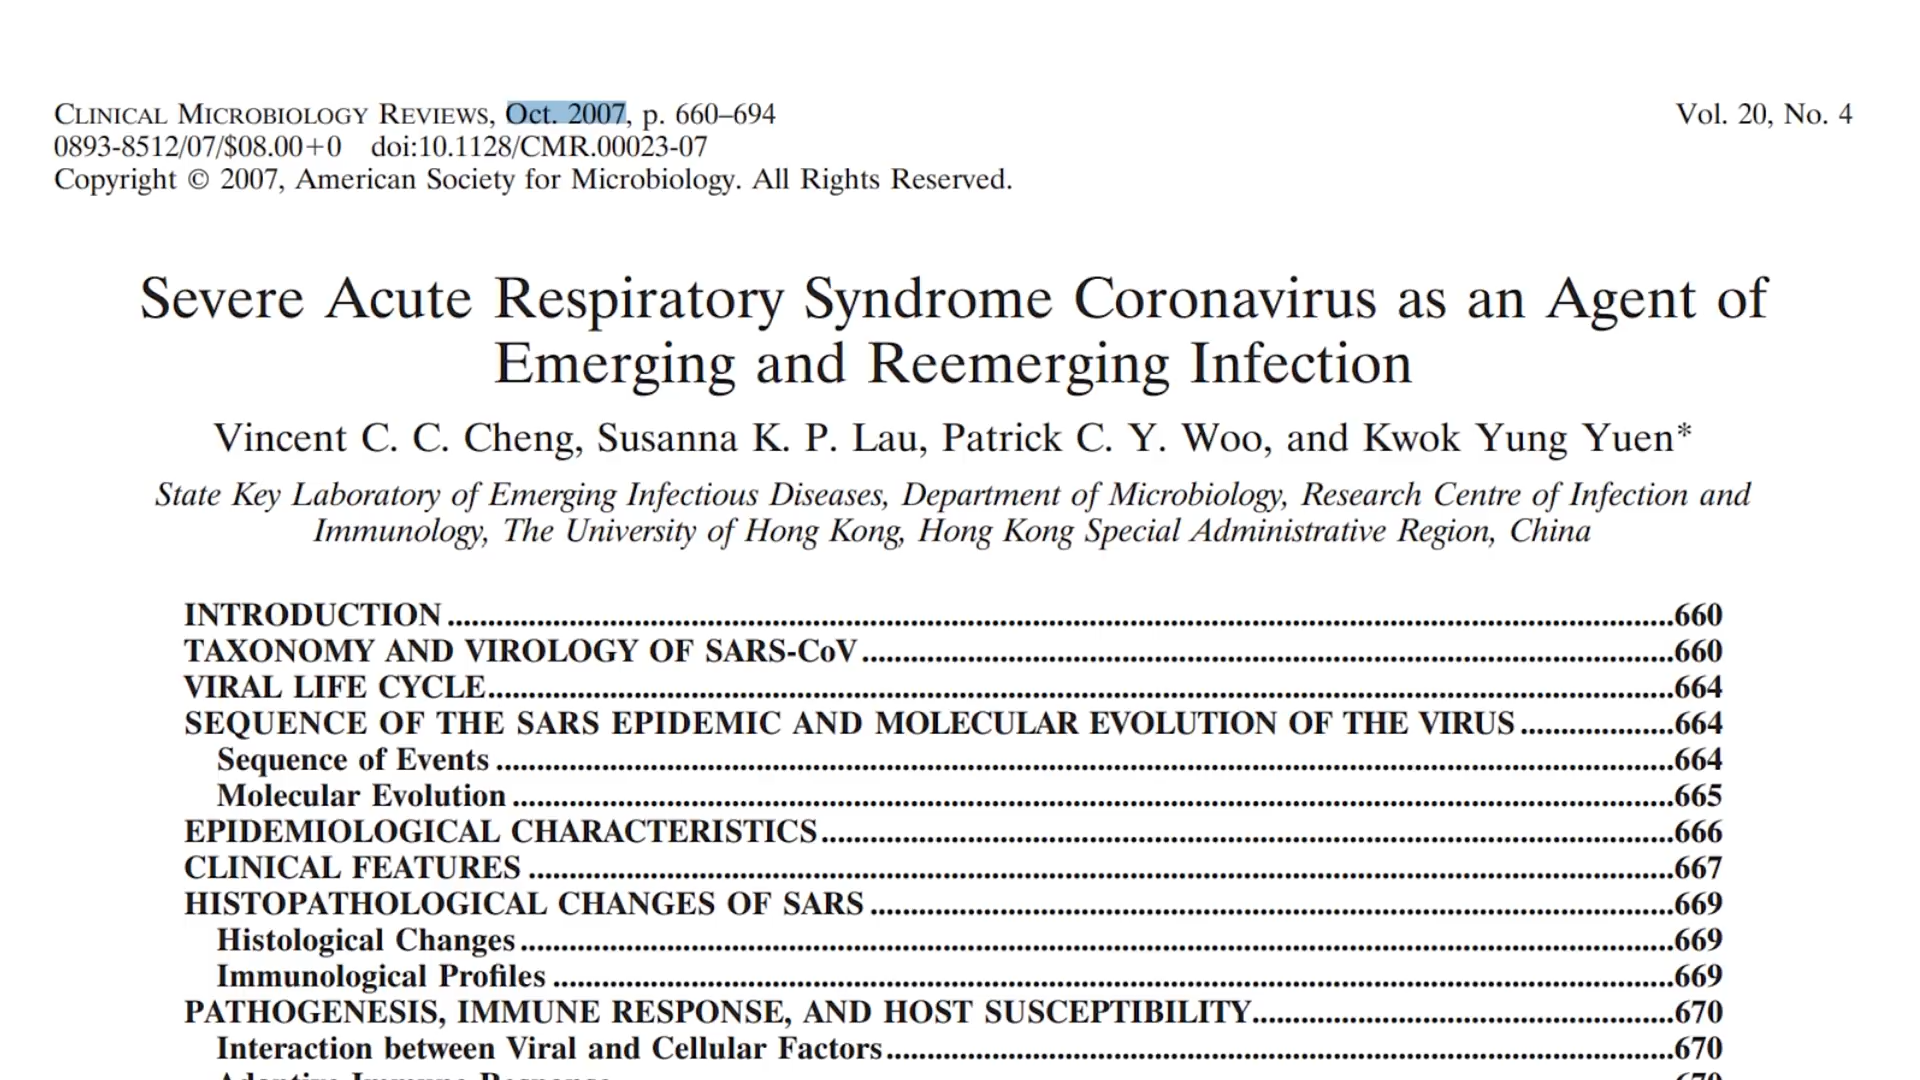 CLINICAL MICROBIOLOGY REVIEWS, Oct. 2007, p. 660–694 Vol. 20, No. 4
0893-8512/07/$08.00+0 doi:10.1128/CMR.00023-07
Copyright © 2007, American Society for Microbiology. All Rights Reserved.
Severe Acute Respiratory Syndrome Coronavirus as an Agent of
Emerging and Reemerging Infection
Vincent C. C. Cheng, Susanna K. P. Lau, Patrick C. Y. Woo, and Kwok Yung Yuen*
State Key Laboratory of Emerging Infectious Diseases, Department of Microbiology, Research Centre of Infection and
Immunology, The University of Hong Kong, Hong Kong Special Administrative Region, China
INTRODUCTION ........660
TAXONOMY AND VIROLOGY OF SARS-CoV........660
VIRAL LIFE CYCLE........664
SEQUENCE OF THE SARS EPIDEMIC AND MOLECULAR EVOLUTION OF THE VIRUS ........664
Sequence of Events ........664
Molecular Evolution ........665
EPIDEMIOLOGICAL CHARACTERISTICS........666
CLINICAL FEATURES ........667
HISTOPATHOLOGICAL CHANGES OF SARS ........669
Histological Changes ........669
Immunological Profiles ........669
PATHOGENESIS, IMMUNE RESPONSE, AND HOST SUSCEPTIBILITY........670
Interaction between Viral and Cellular Factors........670